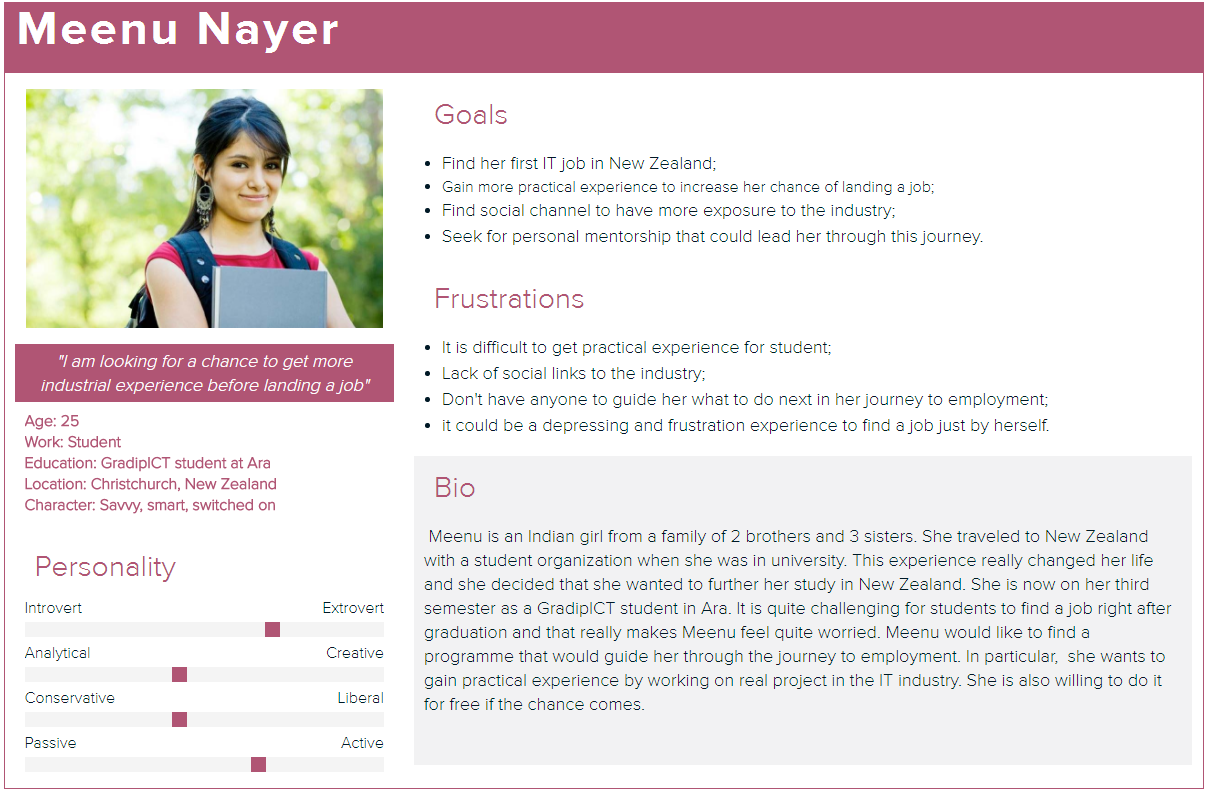 Meenu Nayer
"I am looking for a chance to get more
industrial experience before landing a job"
Age: 25
Work: Student
Education: GradipICT student at Ara
Location: Christchurch, New Zealand
Character: Savvy, smart, switched on
Personality
Introvert Extrovert
Analytical Creative
Conservative Liberal
Passive Active
Goals
• Find her first IT job in New Zealand;
• Gain more practical experience to increase her chance of landing a job;
• Find social channel to have more exposure to the industry;
• Seek for personal mentorship that could lead her through this journey.
Frustrations
• It is difficult to get practical experience for student;
• Lack of social links to the industry;
• Don't have anyone to guide her what to do next in her journey to employment;
• it could be a depressing and frustration experience to find a job just by herself.
Bio
Meenu is an Indian girl from a family of 2 brothers and 3 sisters. She traveled to New Zealand
with a student organization when she was in university. This experience really changed her life
and she decided that she wanted to further her study in New Zealand. She is now on her third
semester as a GradipICT student in Ara. It is quite challenging for students to find a job right after
graduation and that really makes Meenu feel quite worried. Meenu would like to find a
programme that would guide her through the journey to employment. In particular, she wants to
gain practical experience by working on real project in the IT industry. She is also willing to do it
for free if the chance comes.